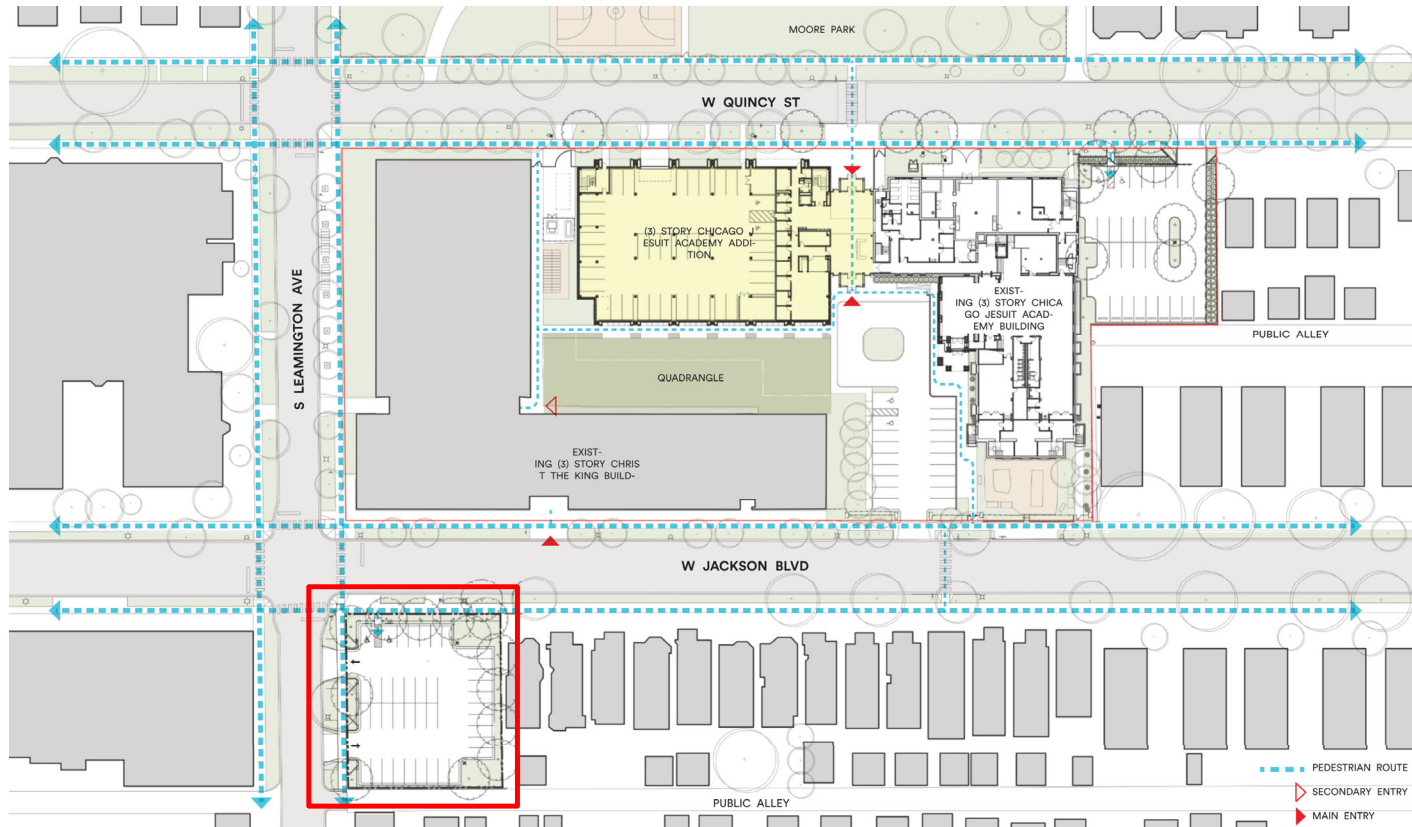 MOORE PARK
W QUINCY ST
(3) STORY CHICAGO J
ESUIT ACADEMY ADDI-
TION
S LEAMINGTON AVE
EXIST-
ING (3) STORY CHICA
GO JESUIT ACAD-
EMY BUILDING
PUBLIC ALLEY
QUADRANGLE
EXIST-
ING (3) STORY CHRIS
T THE KING BUILD-
W JACKSON BLVD
PEDESTRIAN ROUTE
SECONDARY ENTRY
PUBLIC ALLEY
MAIN ENTRY